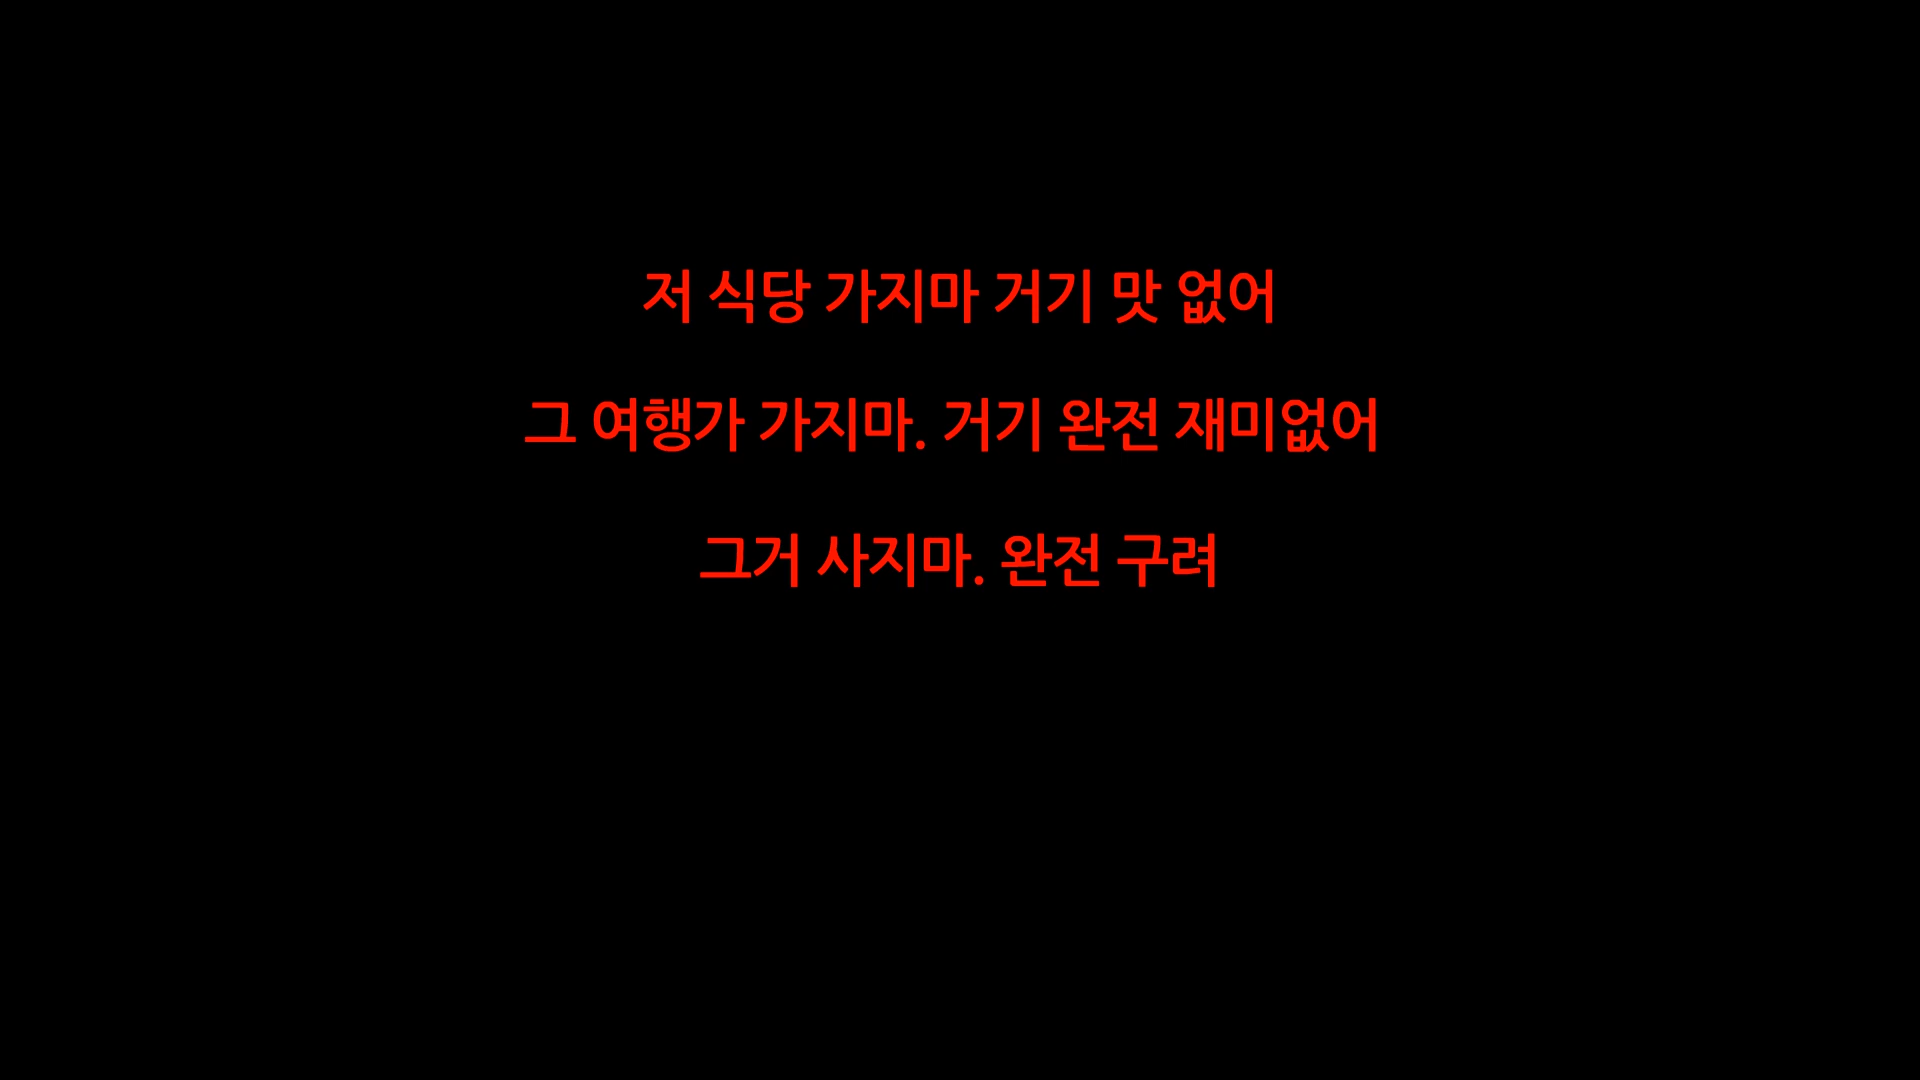 저 식당 가지마 거기 맛 없어
그 여행가 가지마. 거기 완전 재미없어
그거 사지마. 완전 구려